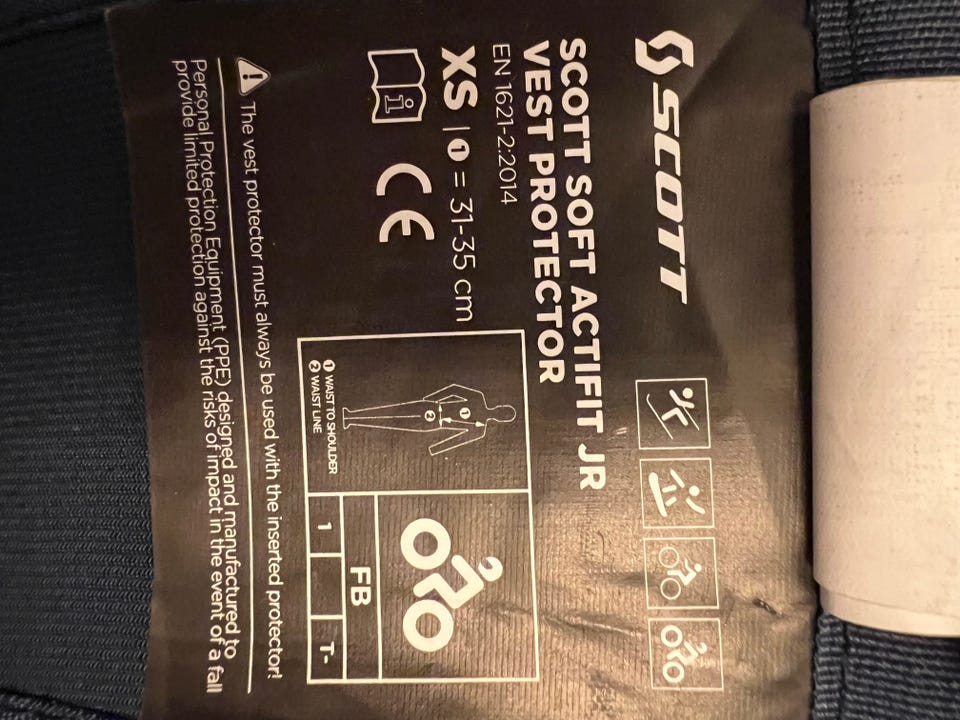 SCOTT
SCOTT SOFT ACTIFIT JR
VEST PROTECTOR
EN 1621-2:2014
XS | 1 = 31-35 cm
i CE
1 WAIST TO SHOULDER
2 WAIST LINE
1
2
FB
1 T-
The vest protector must always be used with the inserted protector!
Personal Protection Equipment (PPE) designed and manufactured to
provide limited protection against the risks of impact in the event of a fall